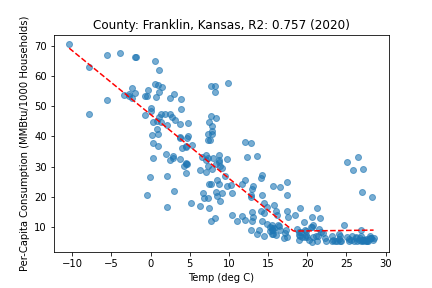 County: Franklin, Kansas, R2: 0.757 (2020)
Per-Capita Consumption (MMBtu/1000 Households)
70
60
50
40
30
20
10
−10 −5 0 5 10 15 20 25 30
Temp (deg C)